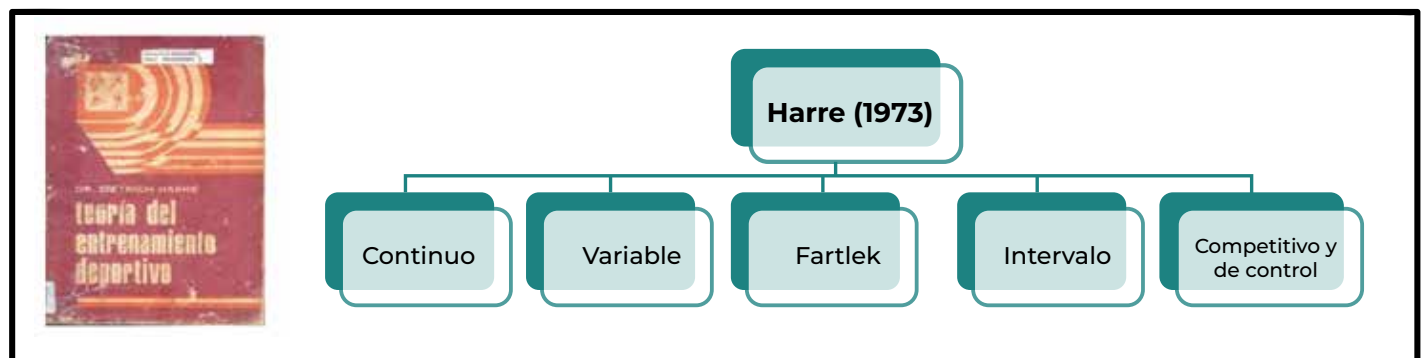 DR. DIETRICH HARRE
teoría del
entrenamiento
deportivo
Harre (1973)
Continuo
Variable
Fartlek
Intervalo
Competitivo y
de control